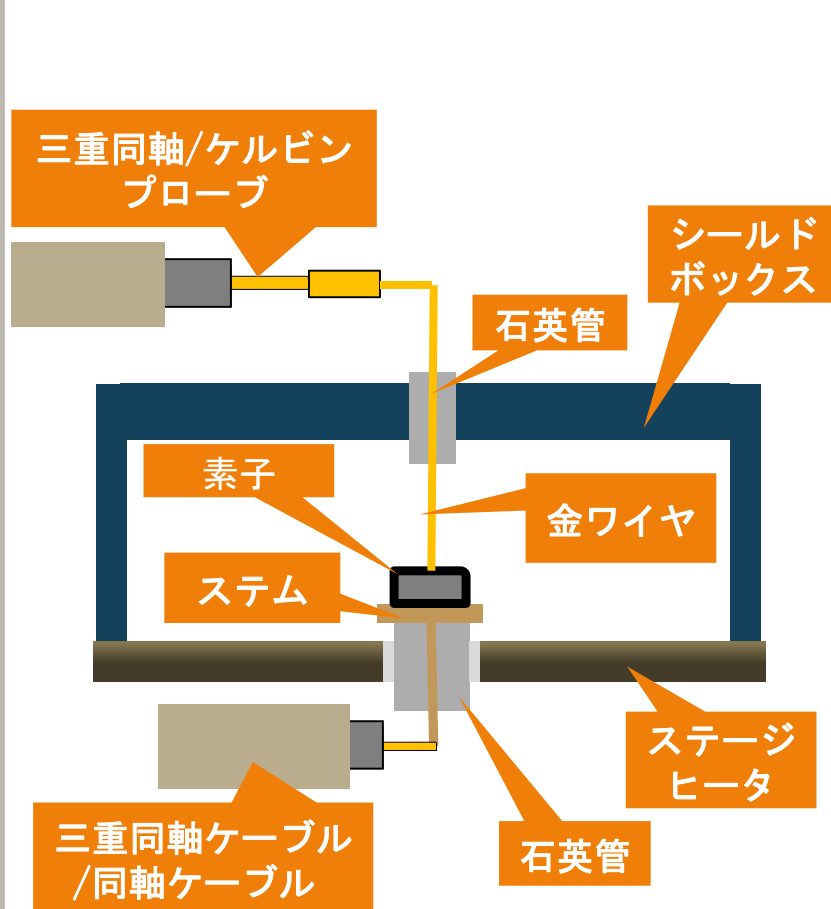 三重同軸/ケルビン
プローブ
シールド
ボックス
石英管
素子
金ワイヤ
ステム
ステージ
ヒータ
三重同軸ケーブル
/同軸ケーブル
石英管